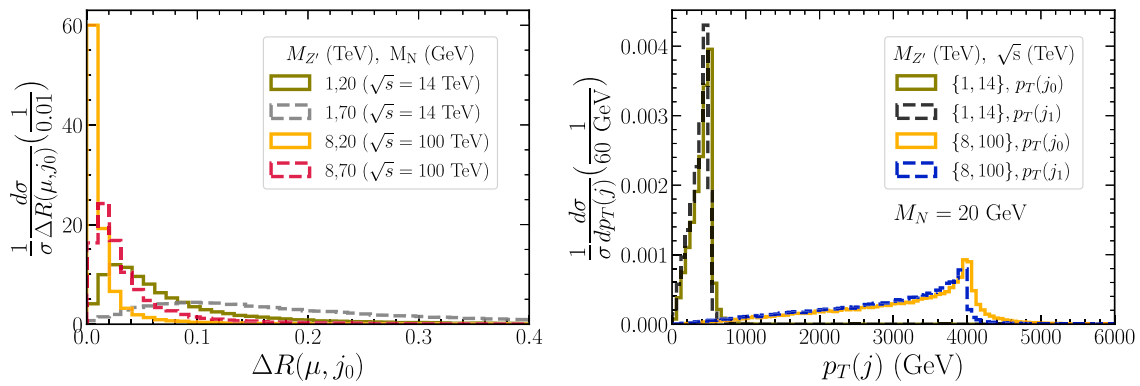 60
40
20
0
0.0 0.1 0.2 0.3 0.4
ΔR(μ, j₀)
1/σ dσ/ΔR(μ,j₀) (1/0.01)
M_{Z′} (TeV), M_N (GeV)
1,20 (√s = 14 TeV)
1,70 (√s = 14 TeV)
8,20 (√s = 100 TeV)
8,70 (√s = 100 TeV)
0.004
0.003
0.002
0.001
0.000
0 1000 2000 3000 4000 5000 6000
p_T(j) (GeV)
1/σ dσ/dp_T(j) (1/60 GeV)
M_{Z′} (TeV), √s (TeV)
{1, 14}, p_T(j₀)
{1, 14}, p_T(j₁)
{8, 100}, p_T(j₀)
{8, 100}, p_T(j₁)
M_N = 20 GeV